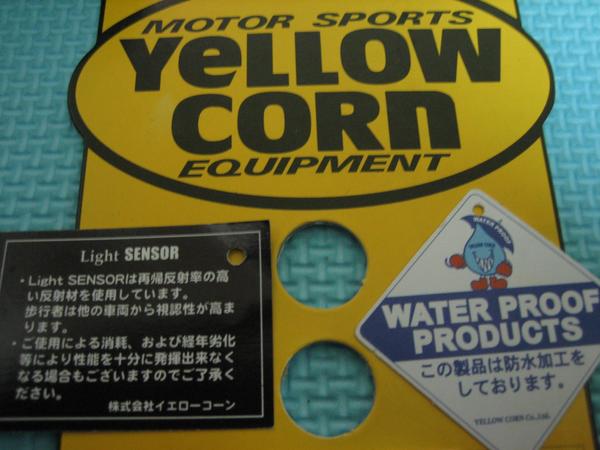 MOTOR SPORTS
YeLLOW
CORn
EQUIPMENT
Light SENSOR
・Light SENSORは再帰反射率の高
い反射材を使用しています。
歩行者は他の車両から視認性が高ま
ります。
・ご使用による消耗、および経年劣化
等により性能を十分に発揮出来なく
なる場合もございますのでご了承く
ださい。
株式会社イエローコーン
WATER PROOF
WATER PROOF
PRODUCTS
この製品は防水加工を
しております。
YELLOW CORN Co.,Ltd.